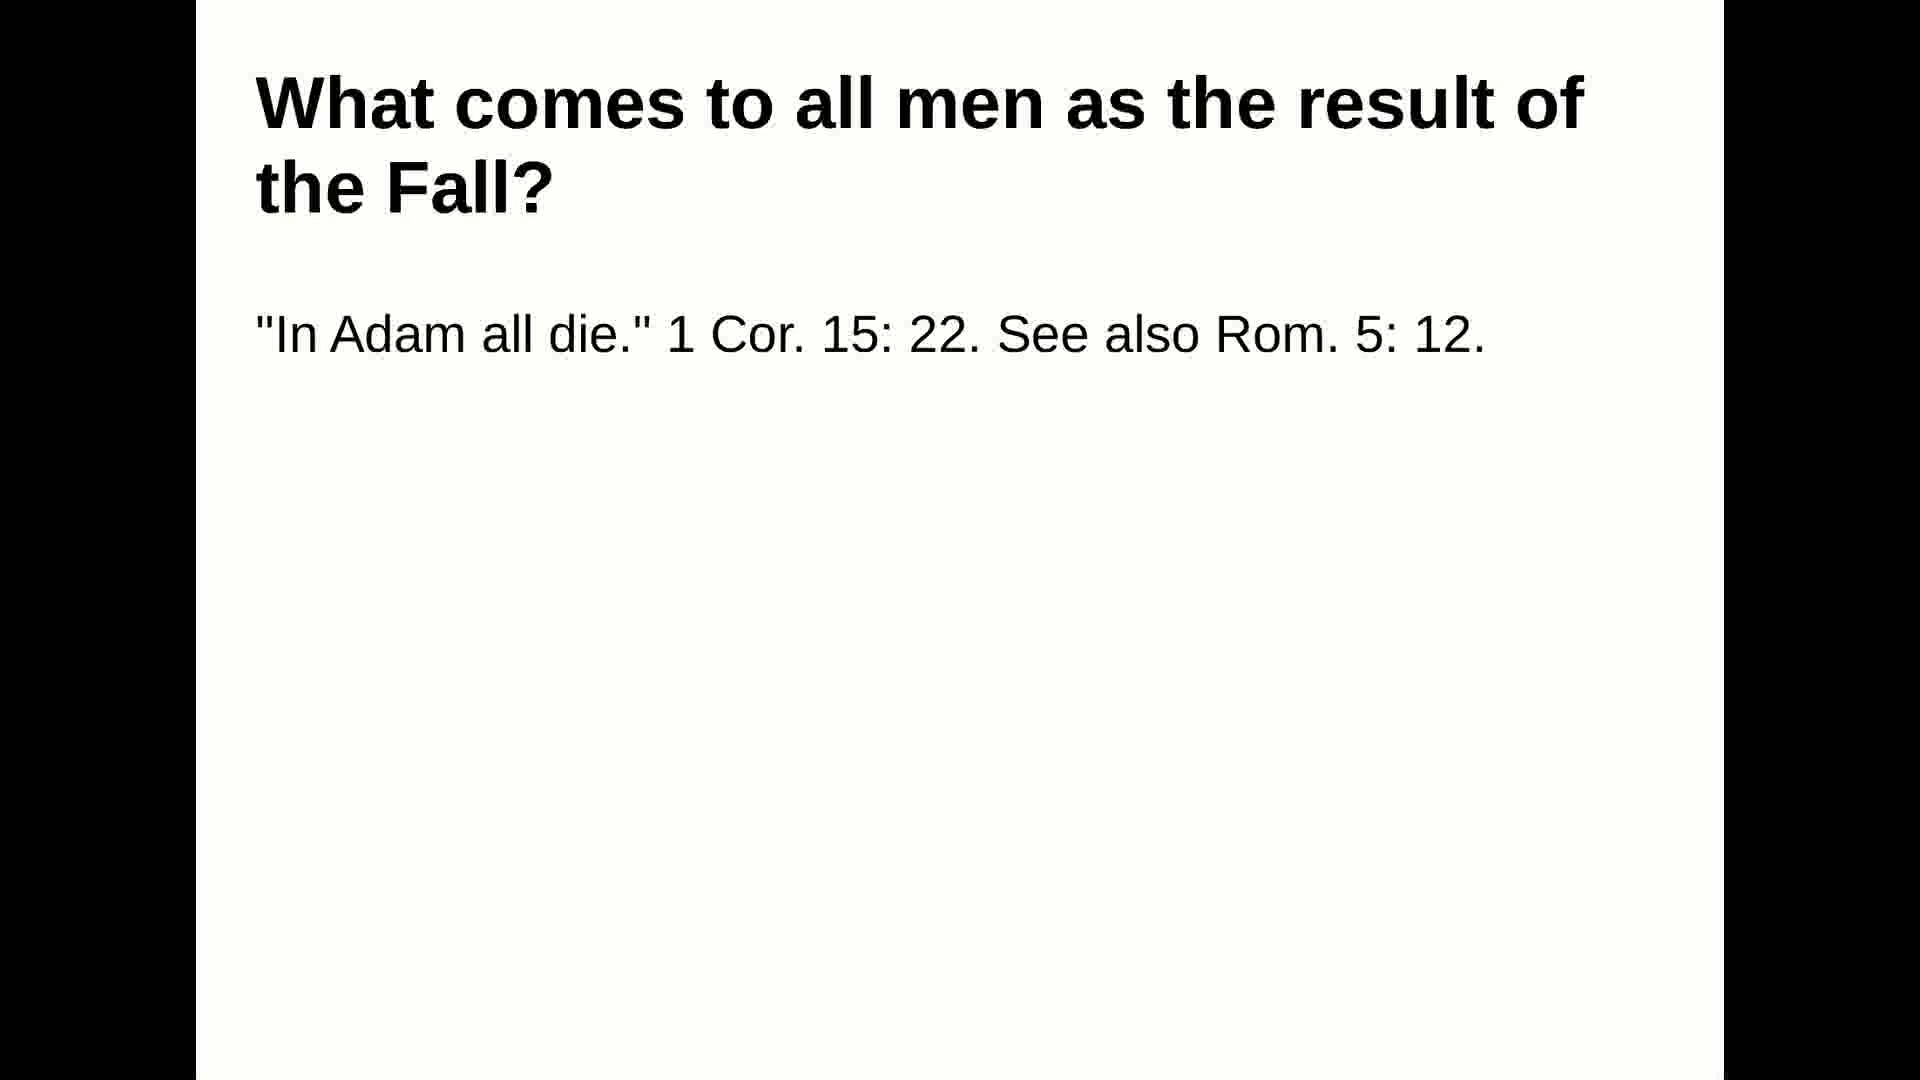 What comes to all men as the result of
the Fall?
"In Adam all die." 1 Cor. 15: 22. See also Rom. 5: 12.